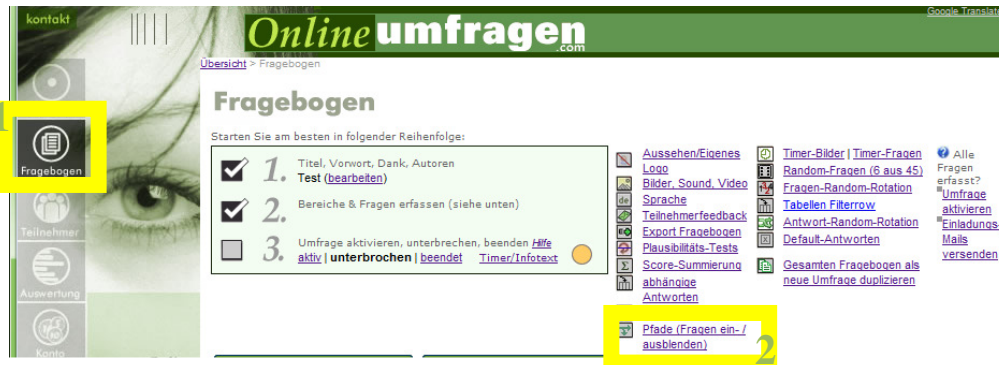 kontakt
Google Translate
Online umfragen
.com
Übersicht > Fragebogen
Fragebogen
Starten Sie am besten in folgender Reihenfolge:
1.
Titel, Vorwort, Dank, Autoren
Test (bearbeiten)
2.
Bereiche & Fragen erfassen (siehe unten)
3.
Umfrage aktivieren, unterbrechen, beenden Hilfe
aktiv | unterbrochen | beendet Timer/Infotext
1
Fragebogen
Teilnehmer
Auswertung
Konto
Aussehen/Eigenes
Logo
Bilder, Sound, Video
de Sprache
Teilnehmerfeedback
Export Fragebogen
Plausibilitäts-Tests
Σ Score-Summierung
abhängige
Antworten
Pfade (Fragen ein- /
ausblenden)
2
Timer-Bilder | Timer-Fragen
Random-Fragen (6 aus 45)
Fragen-Random-Rotation
Tabellen Filterrow
Antwort-Random-Rotation
Default-Antworten
Gesamten Fragebogen als
neue Umfrage duplizieren
? Alle
Fragen
erfasst?
Umfrage
aktivieren
Einladungs-
Mails
versenden